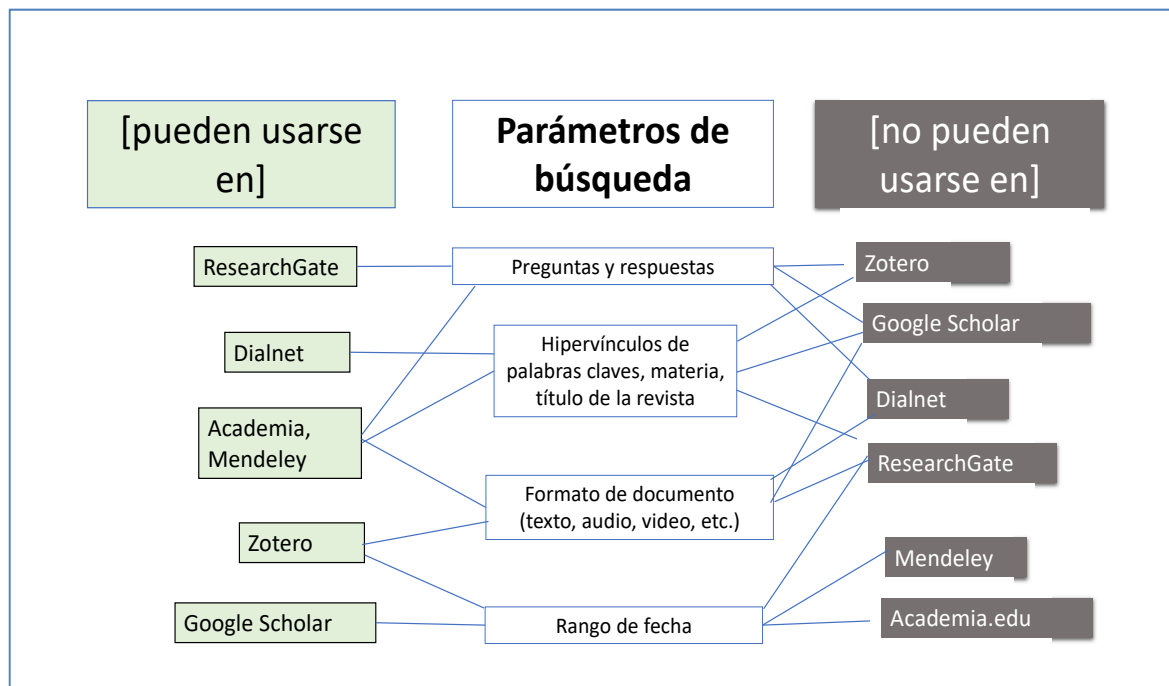 [pueden usarse
en]
Parámetros de
búsqueda
[no pueden
usarse en]
ResearchGate
Preguntas y respuestas
Zotero
Google Scholar
Dialnet
Hipervínculos de
palabras claves, materia,
título de la revista
Dialnet
Academia,
Mendeley
ResearchGate
Formato de documento
(texto, audio, video, etc.)
Zotero
Mendeley
Google Scholar
Rango de fecha
Academia.edu